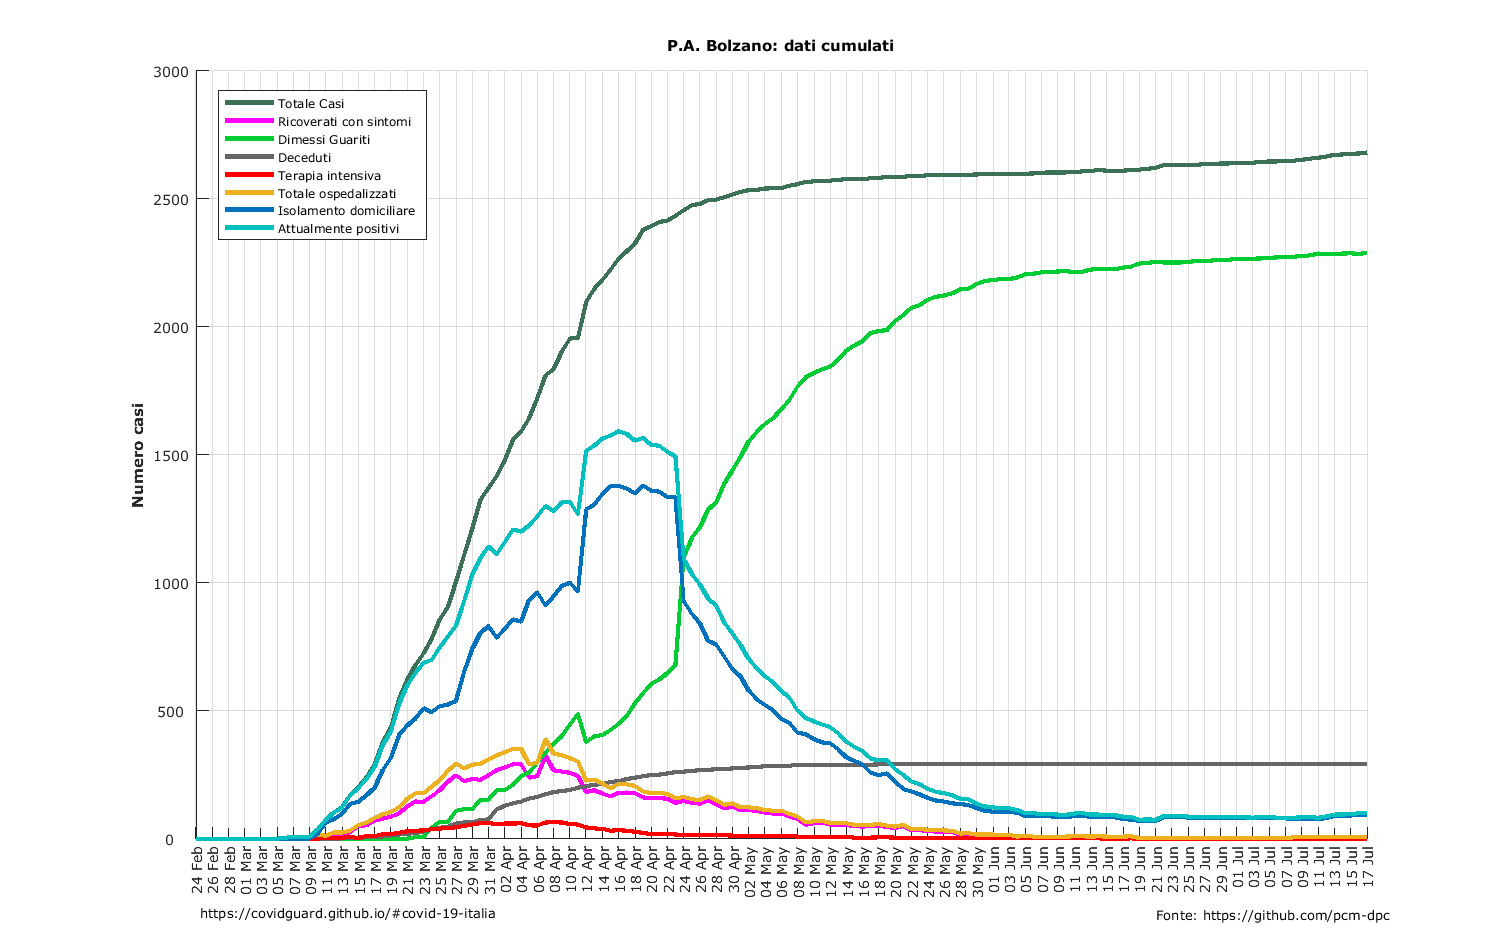 P.A. Bolzano: dati cumulati
3000
2500
2000
1500
1000
500
0
Numero casi
Totale Casi
Ricoverati con sintomi
Dimessi Guariti
Deceduti
Terapia intensiva
Totale ospedalizzati
Isolamento domiciliare
Attualmente positivi
24 Feb
26 Feb
28 Feb
01 Mar
03 Mar
05 Mar
07 Mar
09 Mar
11 Mar
13 Mar
15 Mar
17 Mar
19 Mar
21 Mar
23 Mar
25 Mar
27 Mar
29 Mar
31 Mar
02 Apr
04 Apr
06 Apr
08 Apr
10 Apr
12 Apr
14 Apr
16 Apr
18 Apr
20 Apr
22 Apr
24 Apr
26 Apr
28 Apr
30 Apr
02 May
04 May
06 May
08 May
10 May
12 May
14 May
16 May
18 May
20 May
22 May
24 May
26 May
28 May
30 May
01 Jun
03 Jun
05 Jun
07 Jun
09 Jun
11 Jun
13 Jun
15 Jun
17 Jun
19 Jun
21 Jun
23 Jun
25 Jun
27 Jun
29 Jun
01 Jul
03 Jul
05 Jul
07 Jul
09 Jul
11 Jul
13 Jul
15 Jul
17 Jul
https://covidguard.github.io/#covid-19-italia
Fonte: https://github.com/pcm-dpc